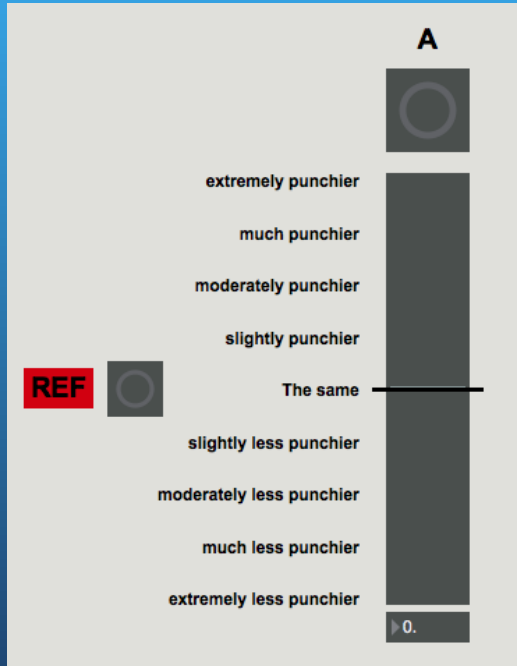 A
extremely punchier
much punchier
moderately punchier
slightly punchier
REF
The same
slightly less punchier
moderately less punchier
much less punchier
extremely less punchier
0.